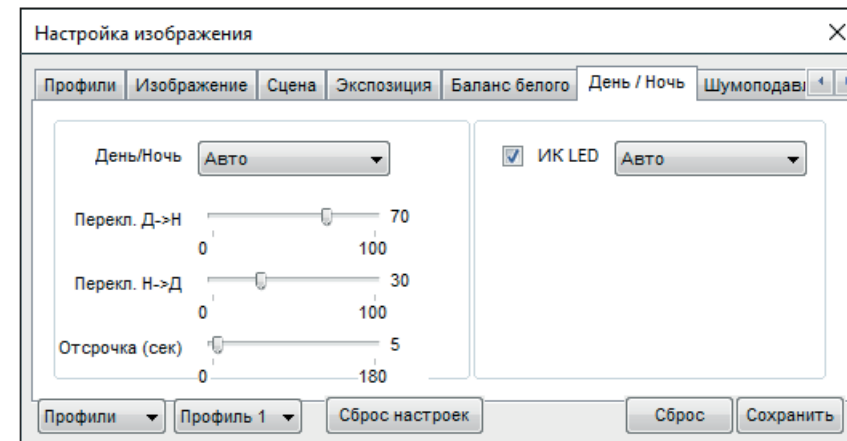 Настройка изображения
Профили Изображение Сцена Экспозиция Баланс белого День / Ночь
День/Ночь Авто
ИК LED Авто
Перекл. Д->Н 70
0 100
Перекл. Н->Д 30
0 100
Отсрочка (сек) 5
0 180
Профили Профиль 1 Сброс настроек Сброс Сохранить